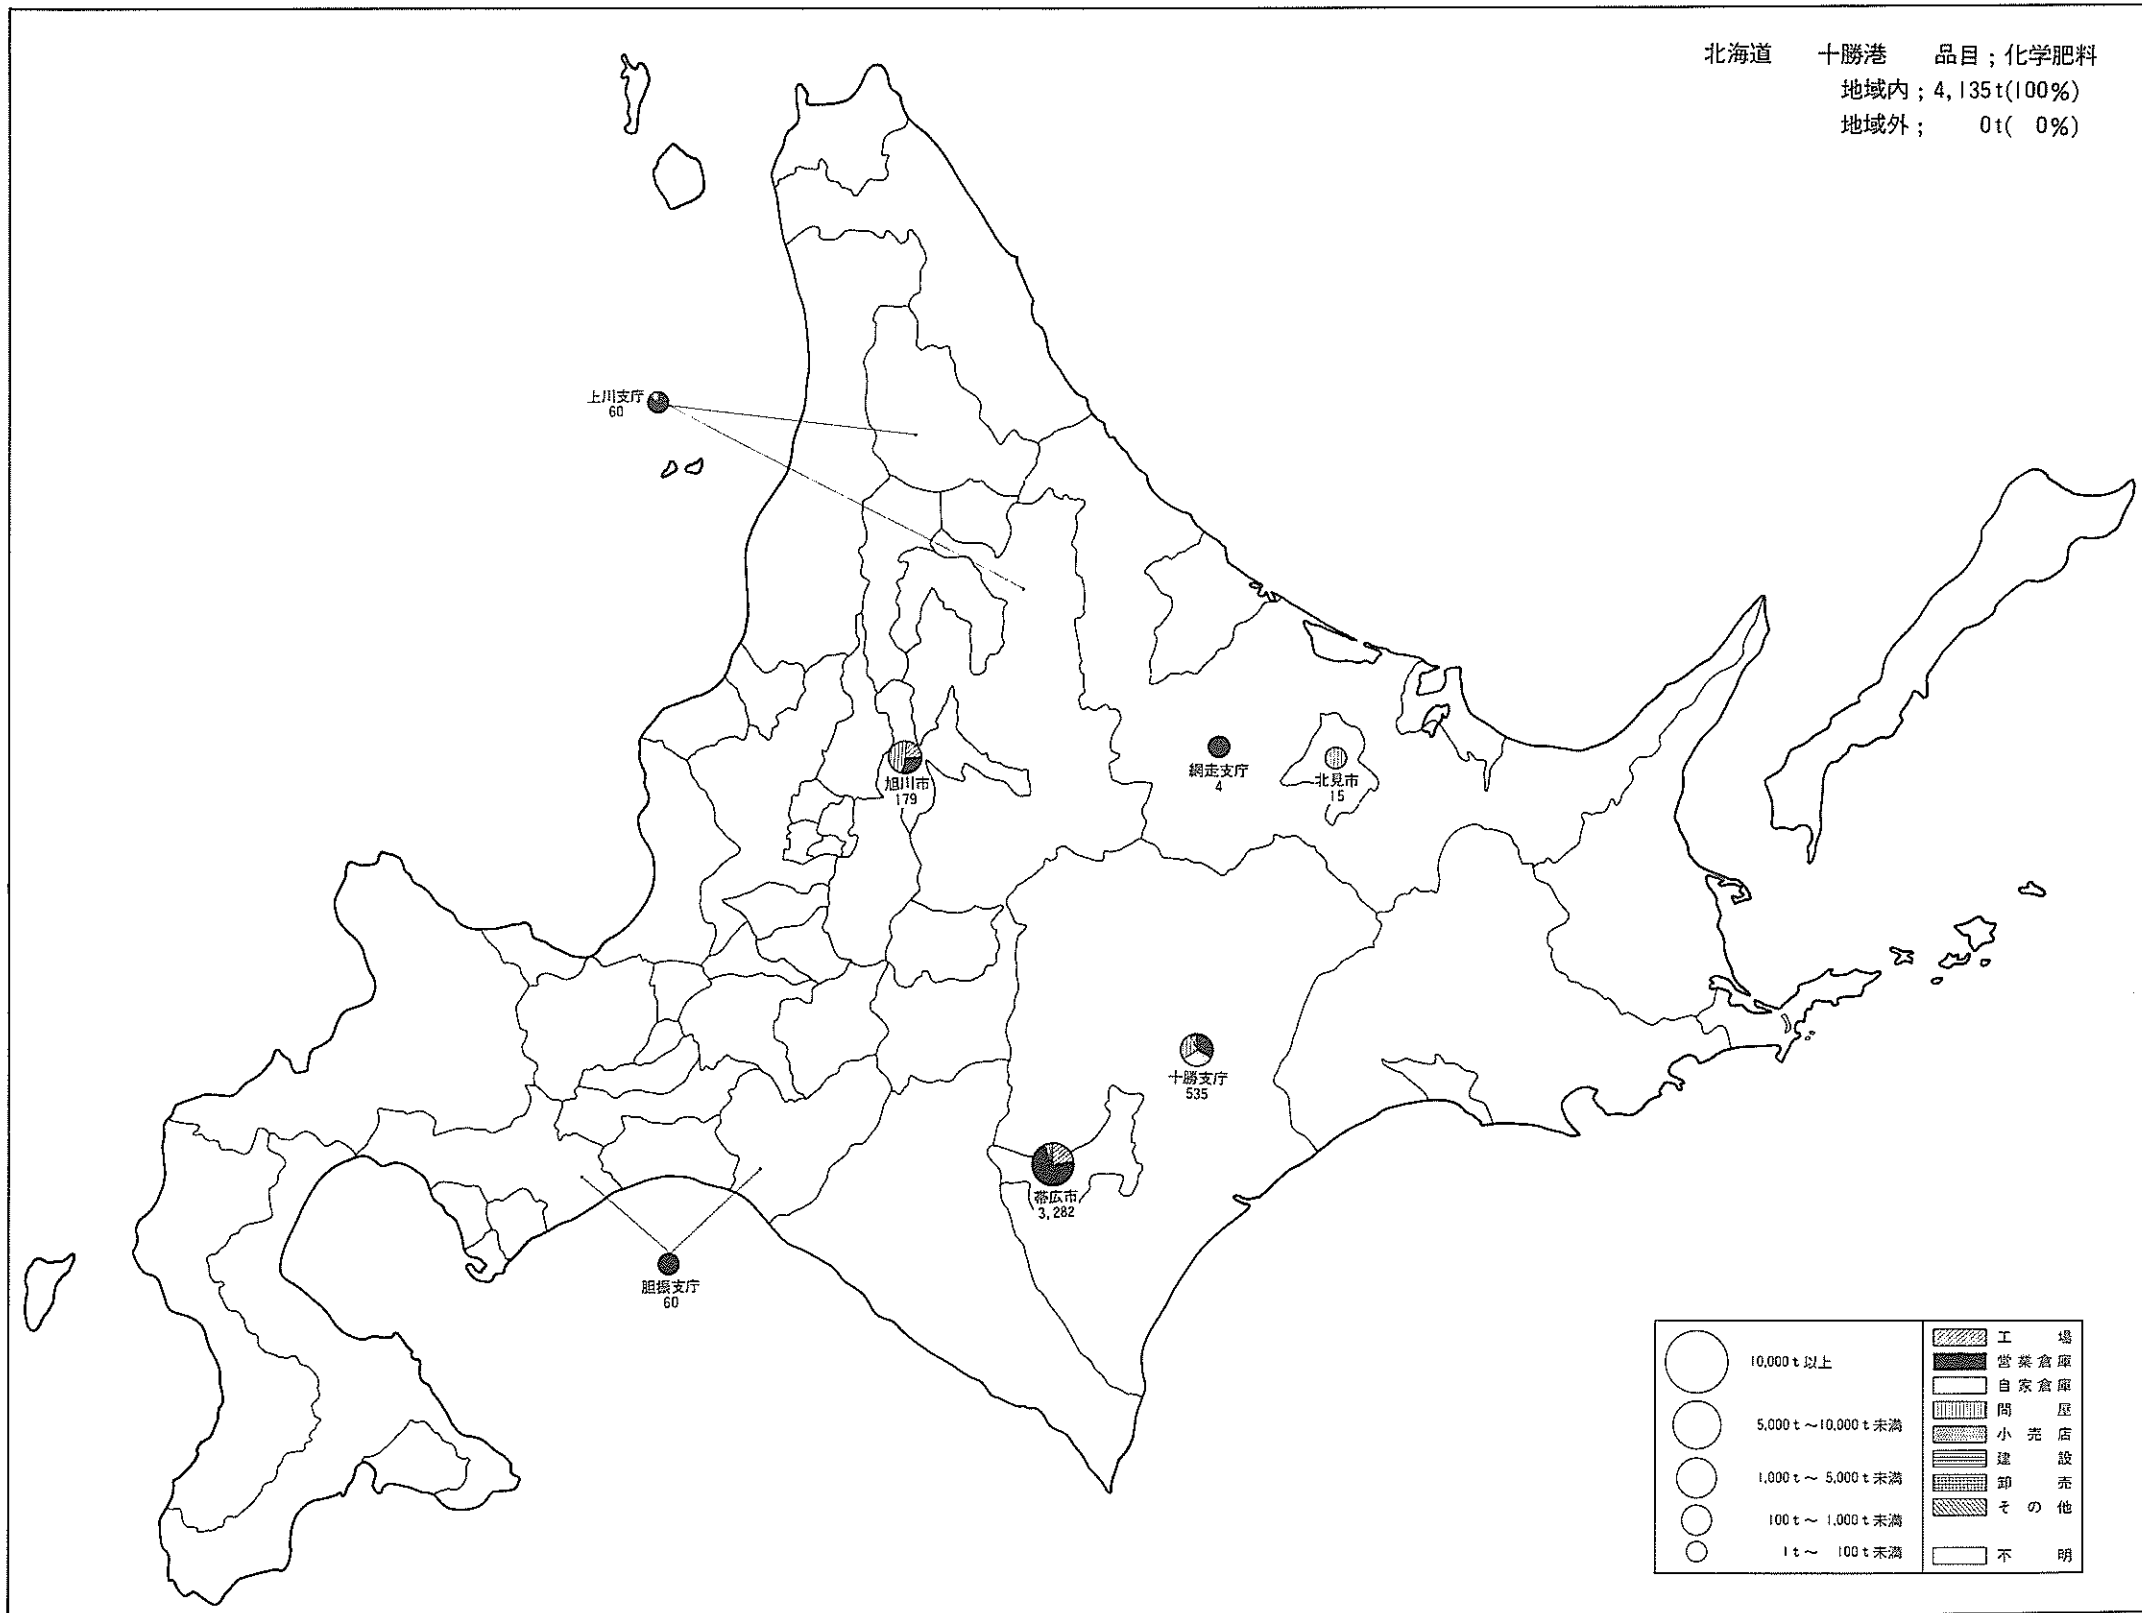 北海道　十勝港　品目；化学肥料
地域内；4,135t(100%)
地域外；0t( 0%)
上川支庁
60
旭川市
179
網走支庁
4
北見市
15
十勝支庁
535
帯広市
3,282
胆振支庁
60
10,000t以上
5,000t～10,000t未満
1,000t～5,000t未満
100t～1,000t未満
1t～100t未満
工場
営業倉庫
自家倉庫
問屋
小売店
建設
卸売
その他
不明